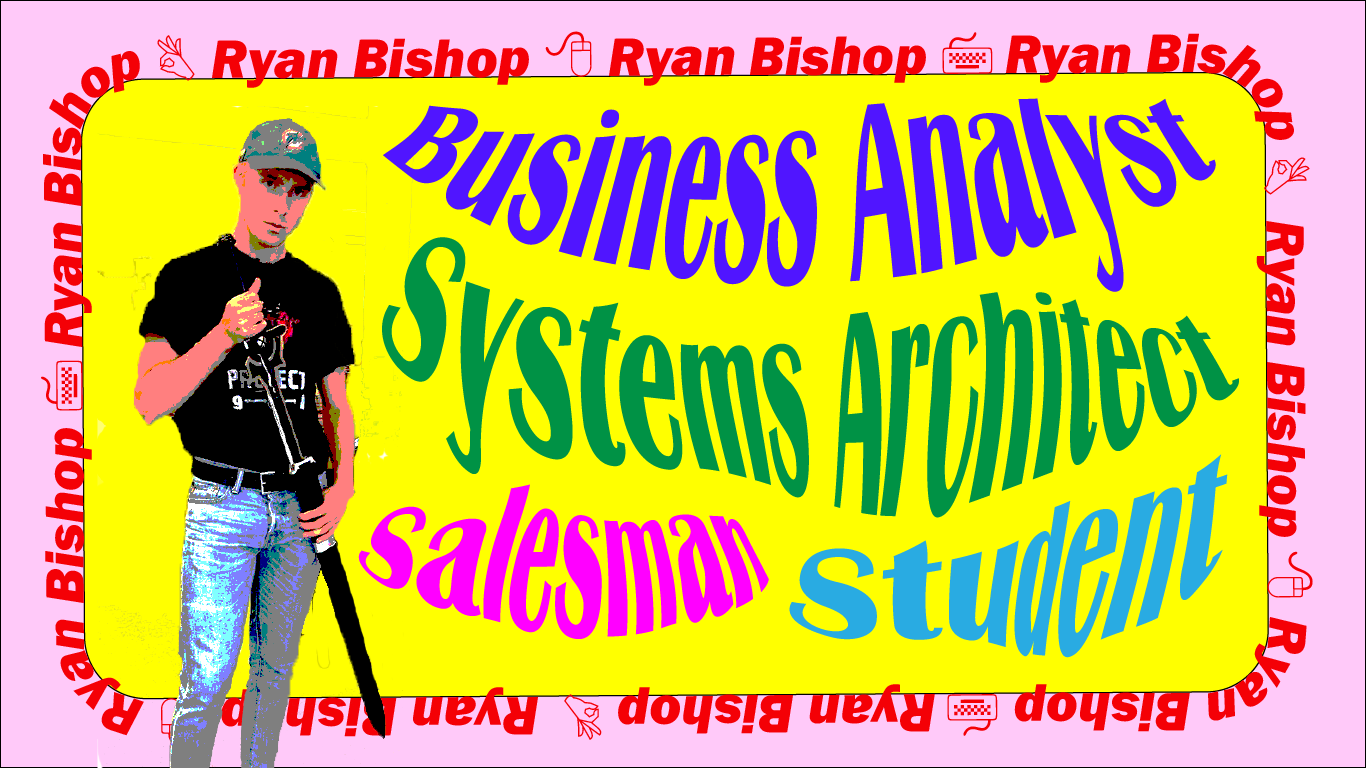 Ryan Bishop Ryan Bishop Ryan Bishop
Business Analyst
Systems Architect
salesman student
Ryan Bishop
Ryan Bishop Ryan Bishop Ryan Bishop
Ryan Bishop Ryan Bishop